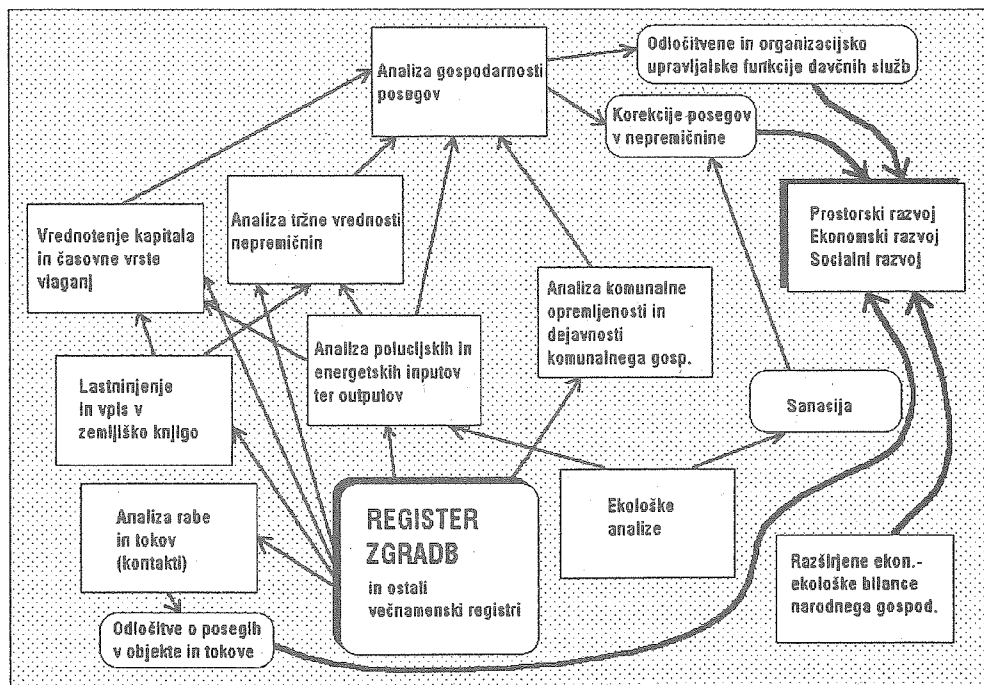 Analiza gospodarnosti
posegov
Odločitvene in organizacijsko
upravljalske funkcije davčnih služb
Korekcije posegov
v nepremičnine
Vrednotenje kapitala
in časovne vrste
vlaganj
Analiza tržne vrednosti
nepremičnin
Prostorski razvoj
Ekonomski razvoj
Socialni razvoj
Analiza komunalne
opremljenosti in
dejavnosti
komunalnega gosp.
Analiza polucijskih in
energetskih inputov
ter outputov
Lastninjenje
in vpis v
zemljiško knjigo
Sanacija
Analiza rabe
in tokov
(kontakti)
REGISTER
ZGRADB
in ostali
večnamenski registri
Ekološke
analize
Razširjene ekon.-
ekološke bilance
narodnega gospod.
Odločitve o posegih
v objekte in tokove